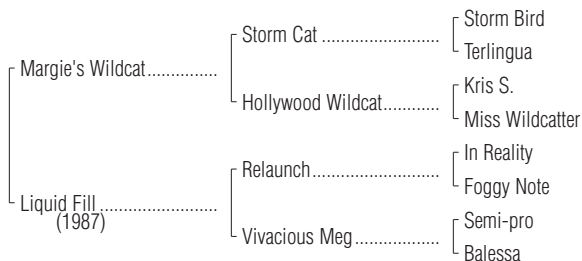 Storm Bird
Storm Cat ........................
Terlingua
Margie's Wildcat..............
Kris S.
Hollywood Wildcat...........
Miss Wildcatter
In Reality
Relaunch.........................
Foggy Note
Liquid Fill .......................
(1987)
Semi-pro
Vivacious Meg.................
Balessa